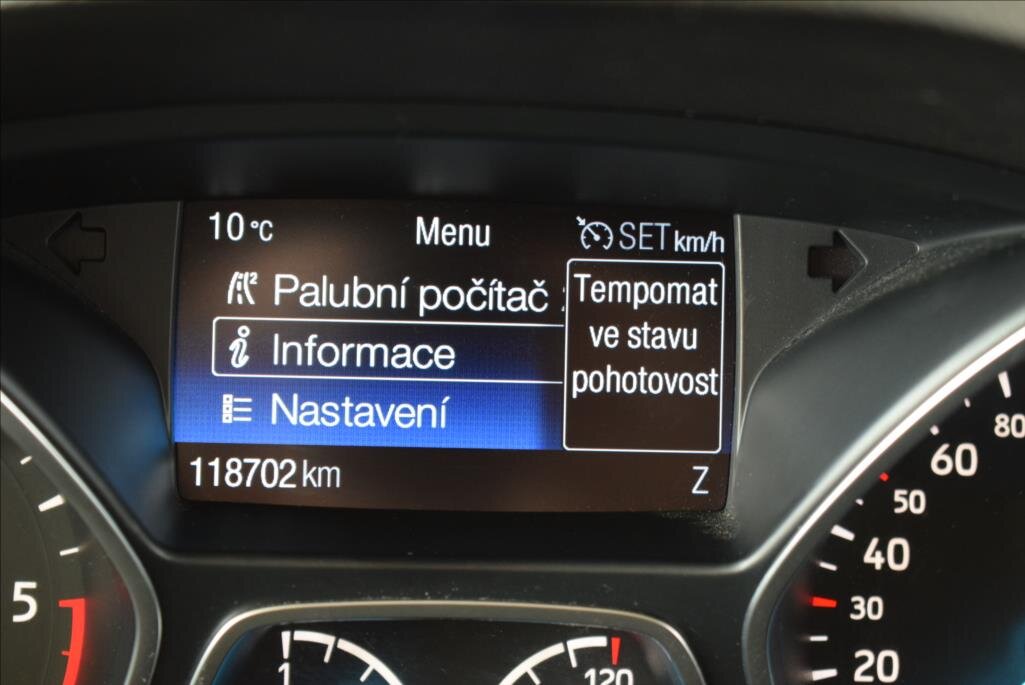 10 °C Menu SET km/h
Palubní počítač
Informace
Nastavení
Tempomat
ve stavu
pohotovost
118702 km Z
80
60
50
40
30
20
5
1
120